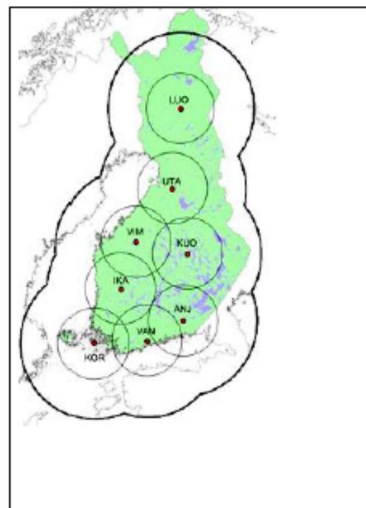 LUO
UTA
VIM
KUO
IKA
ANJ
VAN
KOR